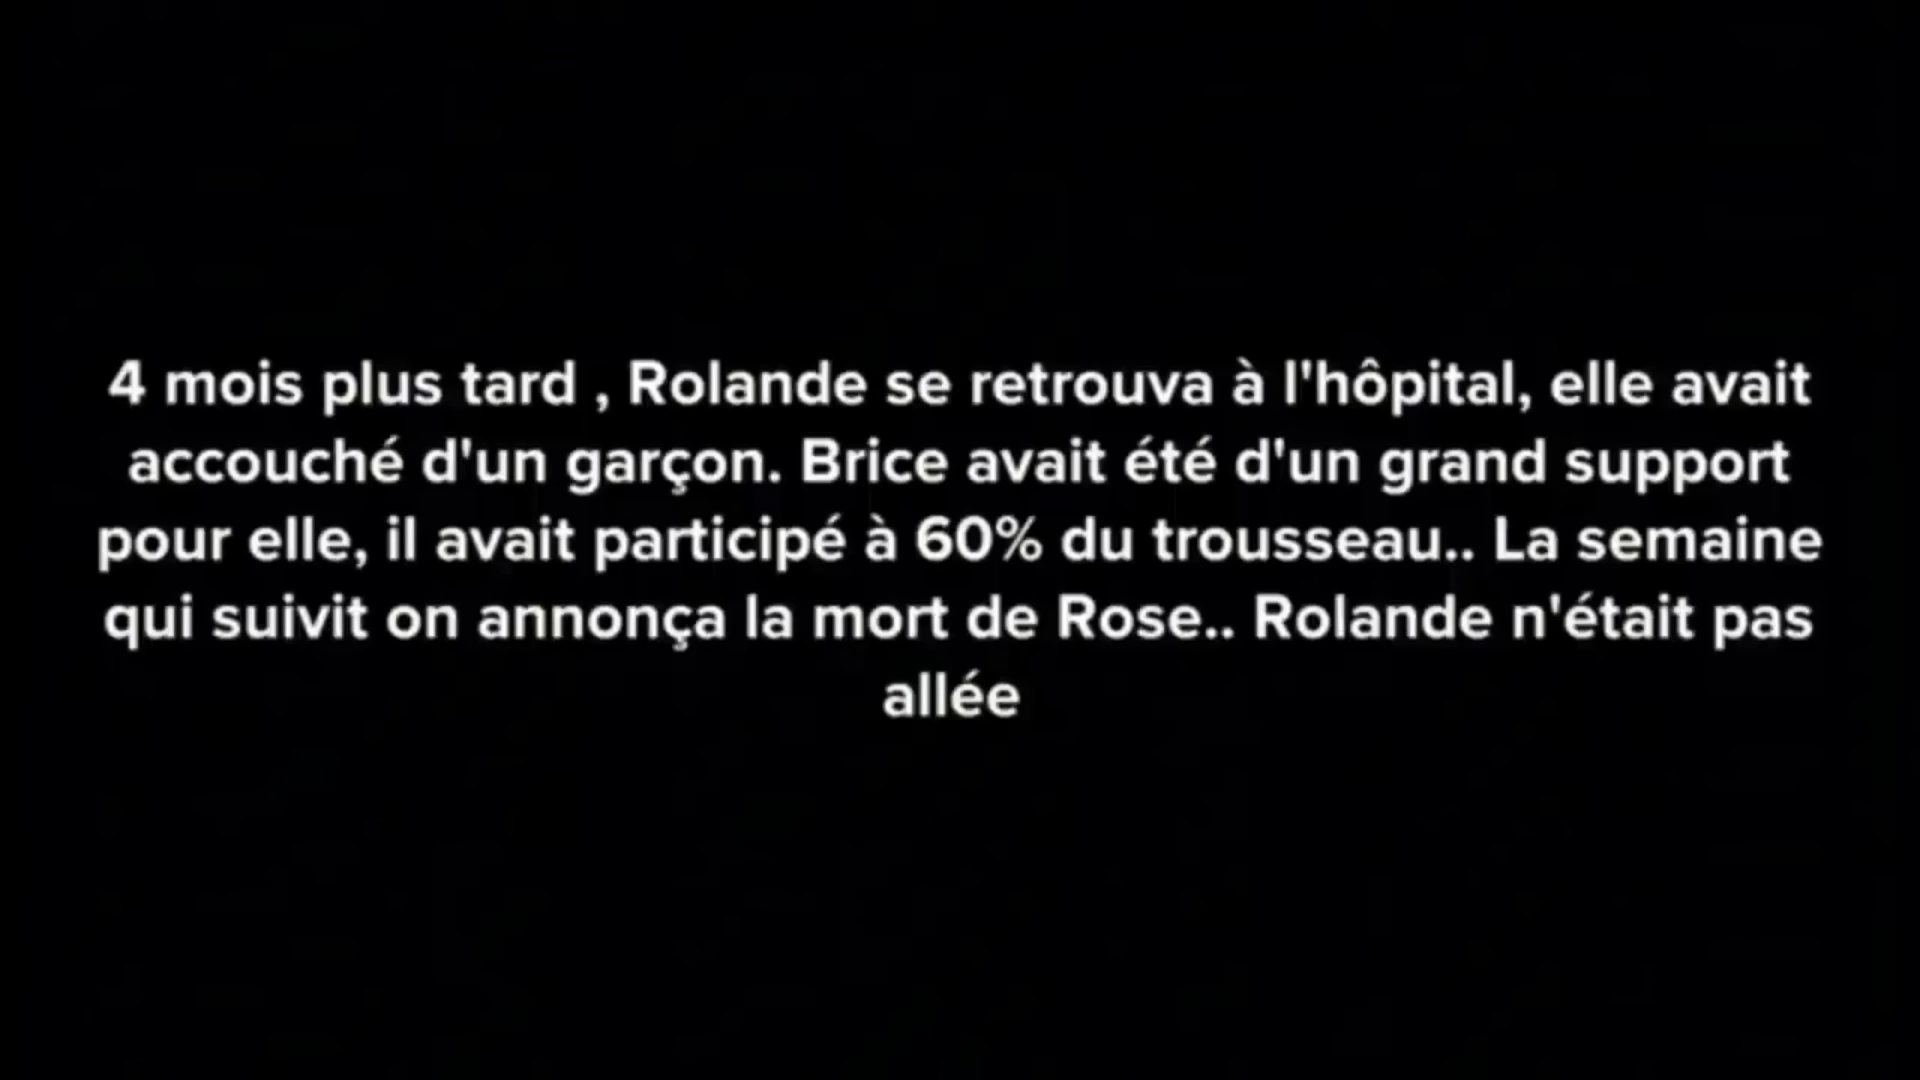 4 mois plus tard , Rolande se retrouva à l'hôpital, elle avait
accouché d'un garçon. Brice avait été d'un grand support
pour elle, il avait participé à 60% du trousseau.. La semaine
qui suivit on annonça la mort de Rose.. Rolande n'était pas
allée